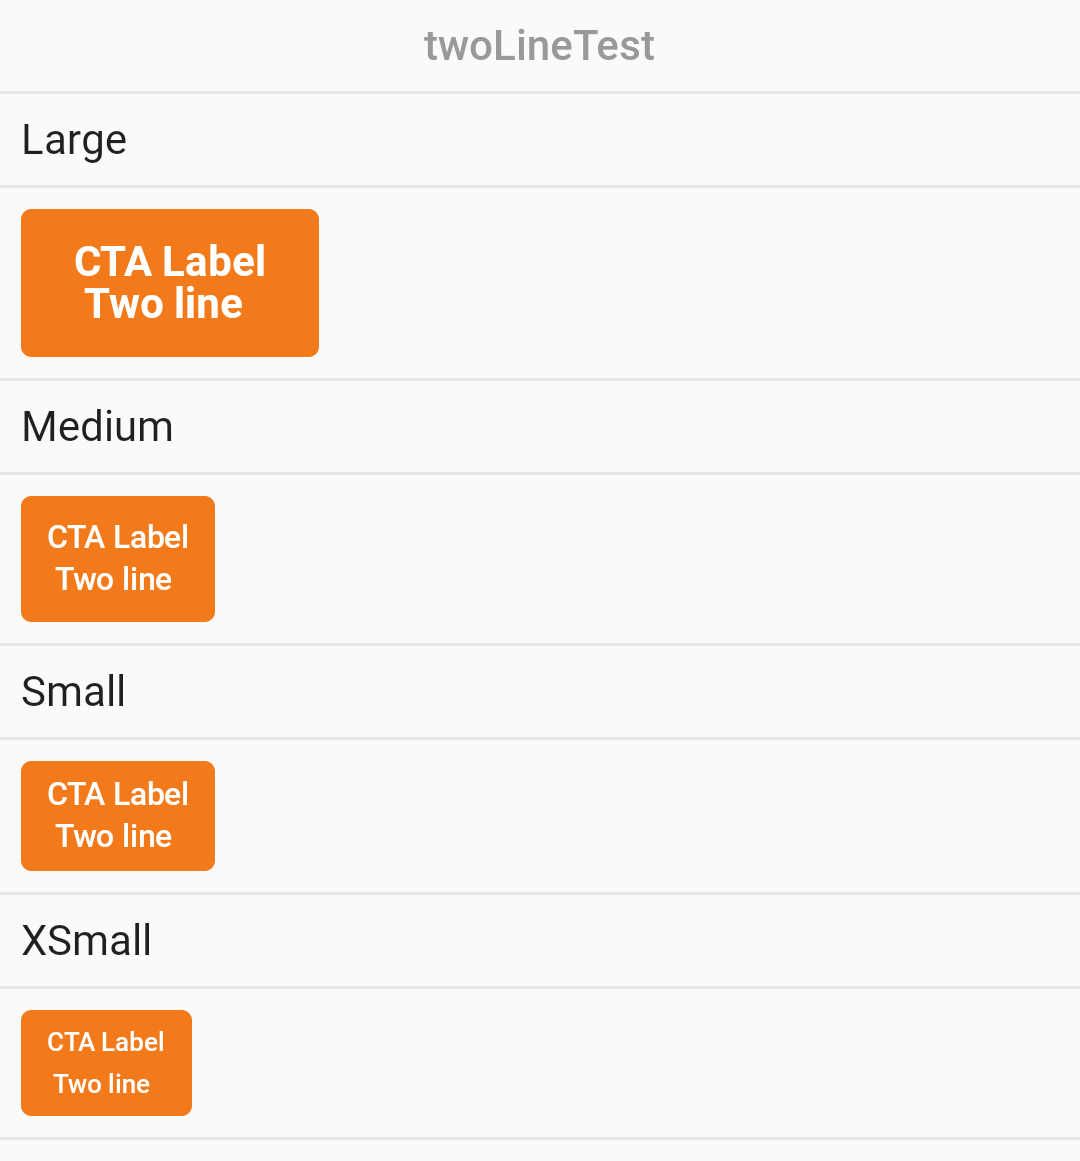 twoLineTest
Large
CTA Label
Two line
Medium
CTA Label
Two line
Small
CTA Label
Two line
XSmall
CTA Label
Two line